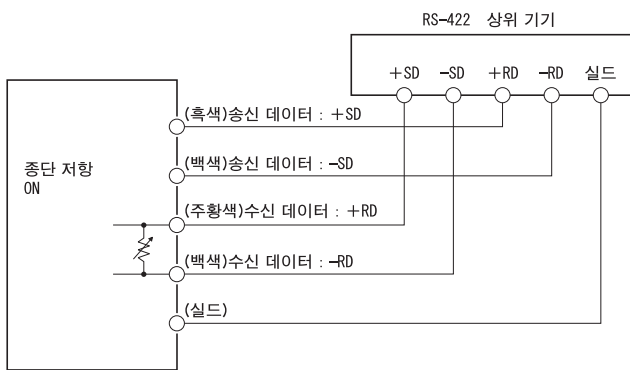 RS-422 상위 기기
+SD -SD +RD -RD 실드
(흑색)송신 데이터 : +SD
(백색)송신 데이터 : -SD
종단 저항
ON
(주황색)수신 데이터 : +RD
(백색)수신 데이터 : -RD
(실드)